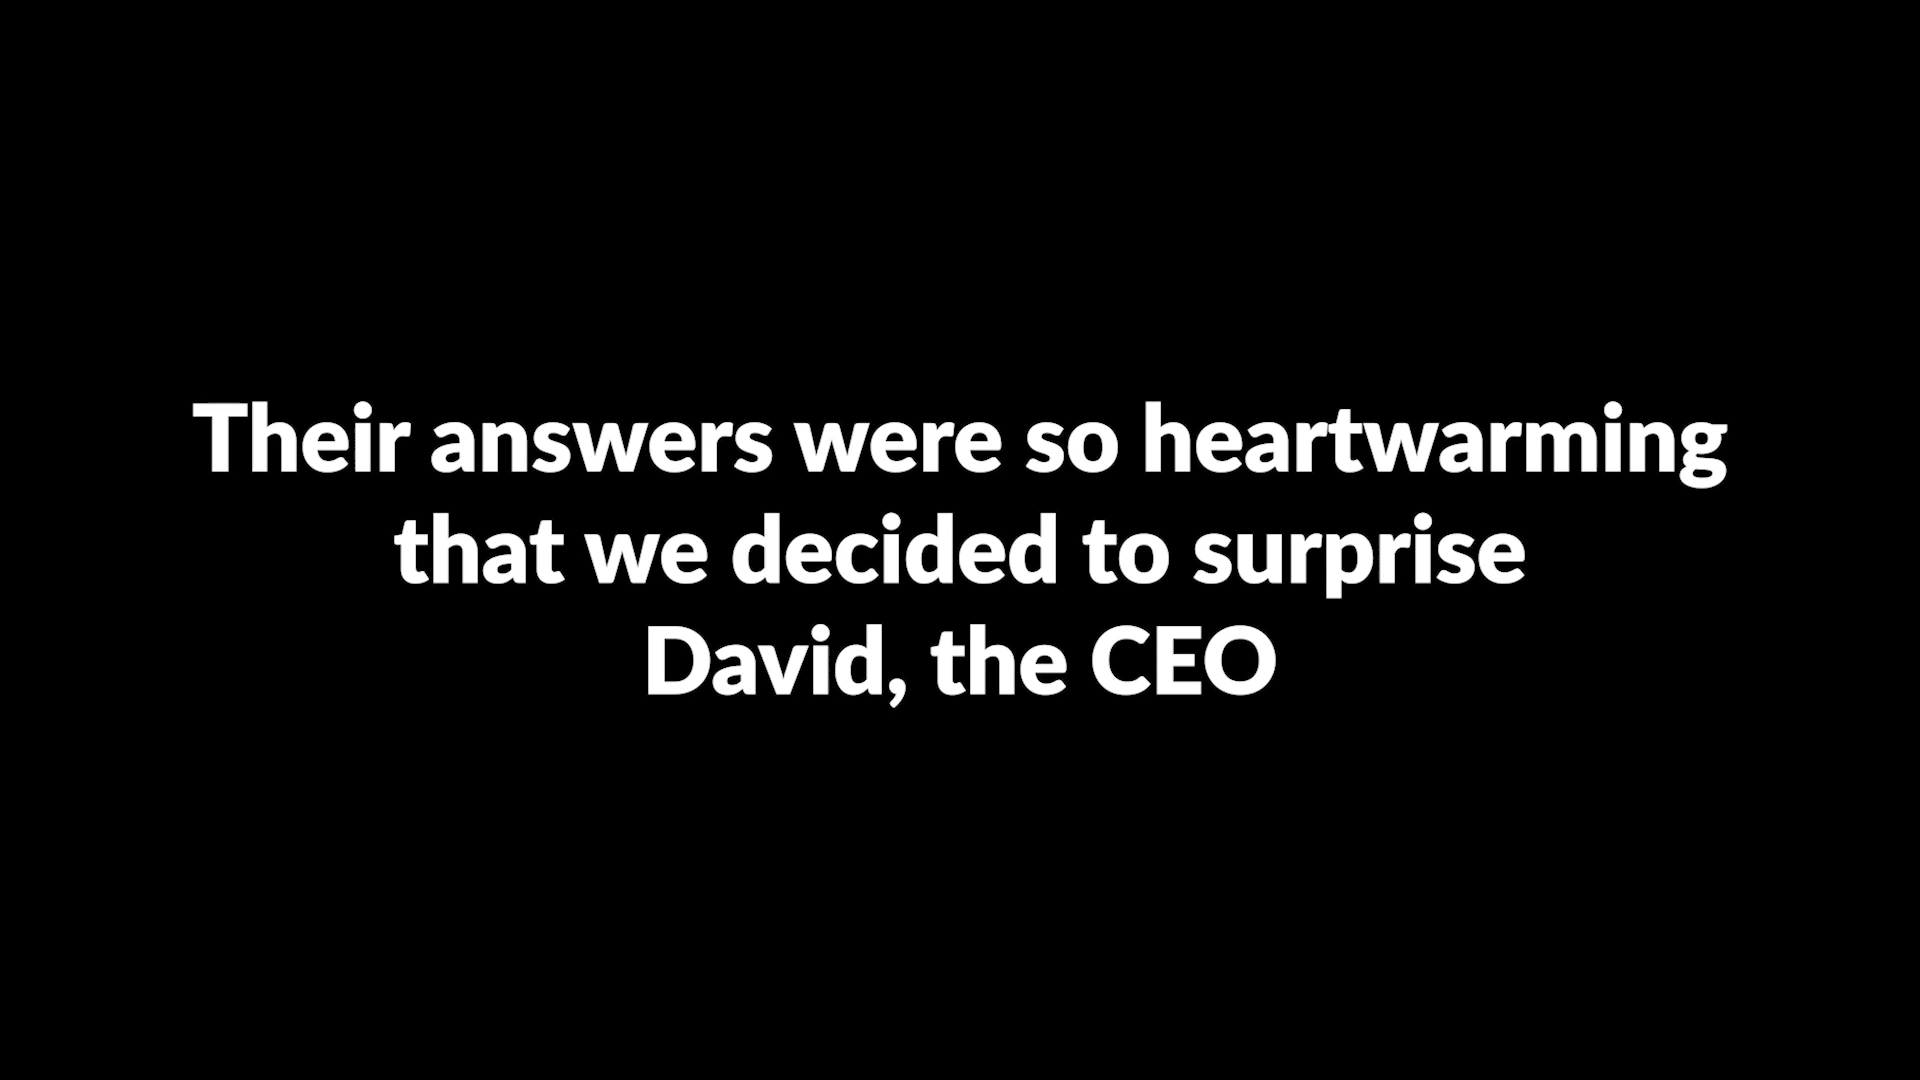 Their answers were so heartwarming
that we decided to surprise
David, the CEO